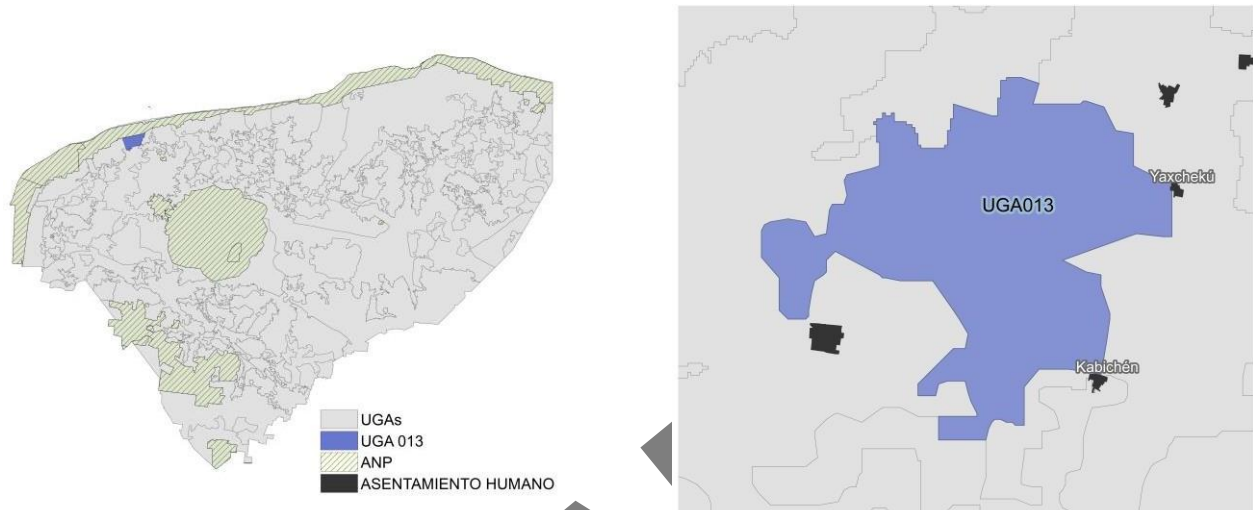 UGAs
UGA 013
ANP
ASENTAMIENTO HUMANO
UGA013
Yaxchekú
Kabichén